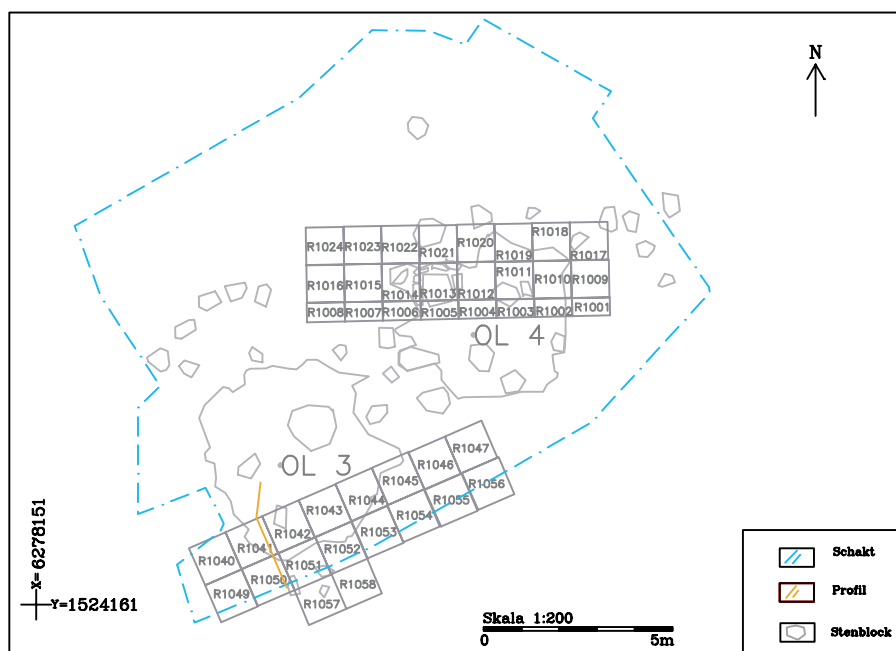 N
R1018
R1024 R1023 R1022 R1021 R1020 R1019 R1017
R1016 R1015 R1014 R1013 R1012 R1011 R1010 R1009
R1008 R1007 R1006 R1005 R1004 R1003 R1002 R1001
OL 4
OL 3
R1040 R1041 R1042 R1043 R1044 R1045 R1046 R1047
R1049 R1050 R1051 R1052 R1053 R1054 R1055 R1056
R1057 R1058
X=6278151
Y=1524161
Skala 1:200
0 5m
Schakt
Profil
Stenblock